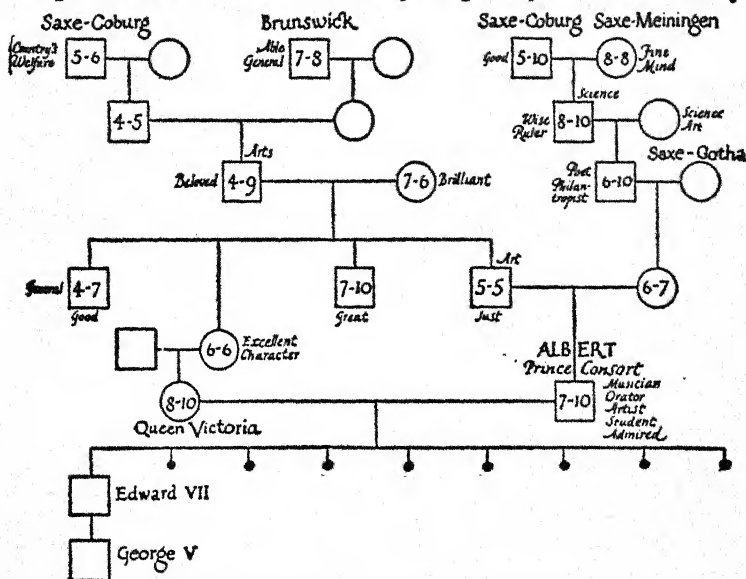 Saxe-Coburg Brunswick Saxe-Coburg Saxe-Meiningen
Country's
Welfare
5-6
Able
General
7-8
Good
5-10
8-8
Fine
Mind
4-5
Science
Wise
Ruler
8-10
Science
Art
Arts
Beloved
4-9
7-6
Brilliant
Poet
Philan-
tropist
6-10
Saxe-Gotha
General
4-7
Good
7-10
Great
Art
5-5
Just
6-7
6-6
Excellent
Character
ALBERT
Prince Consort
8-10
Queen Victoria
7-10
Musician
Orator
Artist
Student
Admired
Edward VII
George V